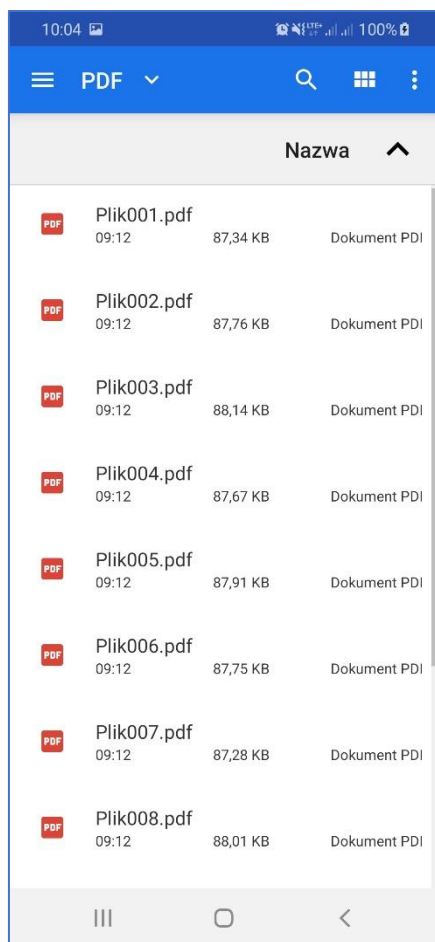 10:04 LTE+ 100%
PDF
Nazwa
PDF Plik001.pdf
09:12 87,34 KB Dokument PDI
PDF Plik002.pdf
09:12 87,76 KB Dokument PDI
PDF Plik003.pdf
09:12 88,14 KB Dokument PDI
PDF Plik004.pdf
09:12 87,67 KB Dokument PDI
PDF Plik005.pdf
09:12 87,91 KB Dokument PDI
PDF Plik006.pdf
09:12 87,75 KB Dokument PDI
PDF Plik007.pdf
09:12 87,28 KB Dokument PDI
PDF Plik008.pdf
09:12 88,01 KB Dokument PDI